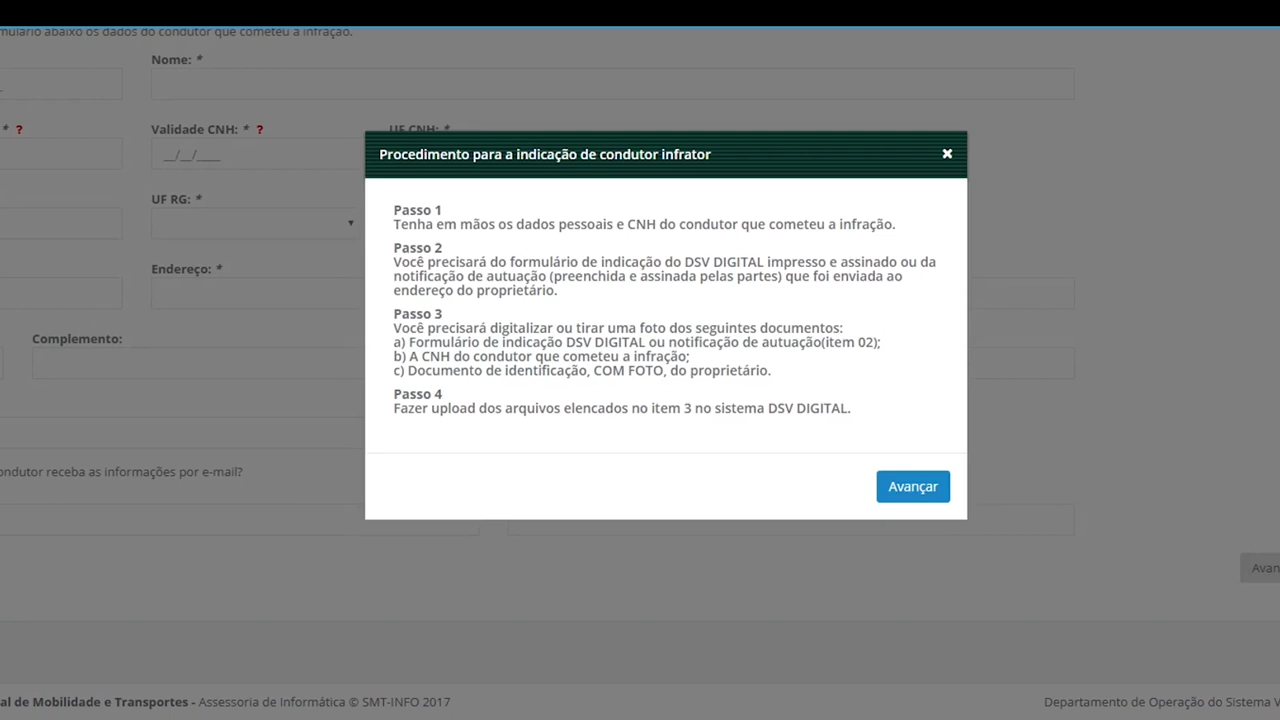 mulário abaixo os dados do condutor que cometeu a infração.
Nome: *
* ?
Validade CNH: * ?
UF CNH: *
__/__/____
UF RG: *
Endereço: *
Complemento:
ondutor receba as informações por e-mail?
Procedimento para a indicação de condutor infrator
Passo 1
Tenha em mãos os dados pessoais e CNH do condutor que cometeu a infração.
Passo 2
Você precisará do formulário de indicação do DSV DIGITAL impresso e assinado ou da
notificação de autuação (preenchida e assinada pelas partes) que foi enviada ao
endereço do proprietário.
Passo 3
Você precisará digitalizar ou tirar uma foto dos seguintes documentos:
a) Formulário de indicação DSV DIGITAL ou notificação de autuação(item 02);
b) A CNH do condutor que cometeu a infração;
c) Documento de identificação, COM FOTO, do proprietário.
Passo 4
Fazer upload dos arquivos elencados no item 3 no sistema DSV DIGITAL.
Avançar
Avan
al de Mobilidade e Transportes - Assessoria de Informática © SMT-INFO 2017
Departamento de Operação do Sistema V